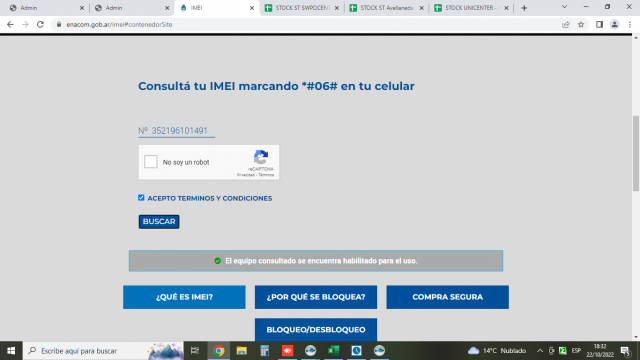 Admin
Admin
IMEI
STOCK ST SWPOCENT
STOCK ST Avellaneda
STOCK UNICENTER -
enacom.gob.ar/imei#contenedorSite
Consultá tu IMEI marcando *#06# en tu celular
Nº 352196101491
No soy un robot
reCAPTCHA
Privacidad - Términos
ACEPTO TERMINOS Y CONDICIONES
BUSCAR
El equipo consultado se encuentra habilitado para el uso.
¿QUÉ ES IMEI?
¿POR QUÉ SE BLOQUEA?
COMPRA SEGURA
BLOQUEO/DESBLOQUEO
Escribe aquí para buscar
14°C Nublado
ESP
18:32
22/10/2022